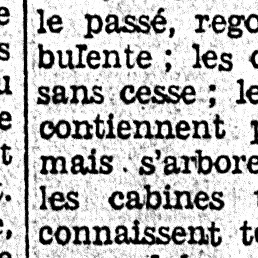 le passé, rego
bulente ; les
sans cesse ; le
contiennent
mais s'arbore
les cabines
connaissent t